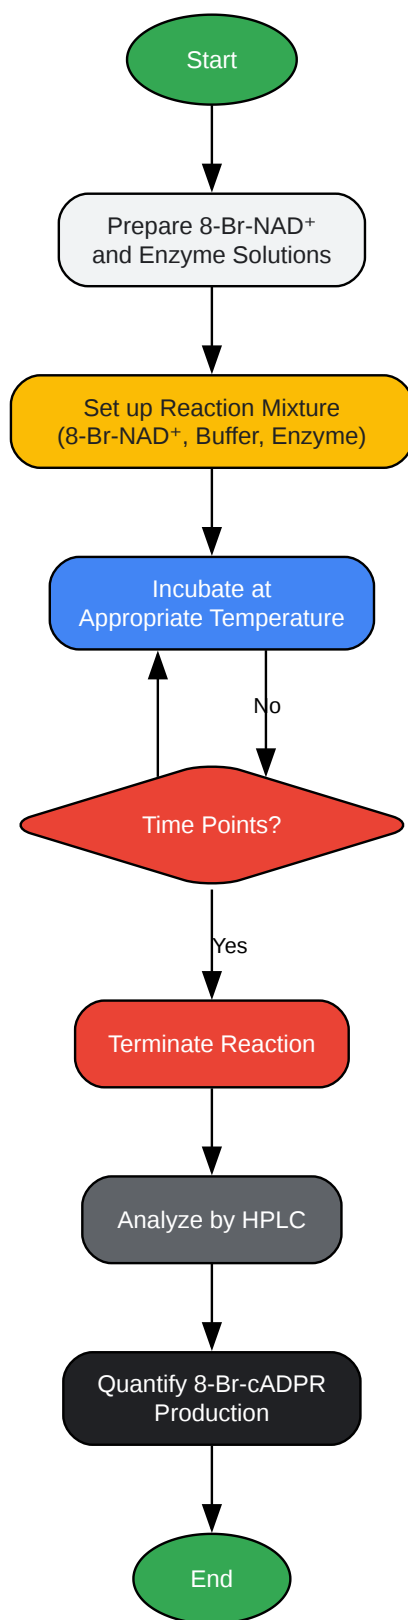 Start
Prepare 8-Br-NAD⁺
and Enzyme Solutions
Set up Reaction Mixture
(8-Br-NAD⁺, Buffer, Enzyme)
Incubate at
Appropriate Temperature
No
Time Points?
Yes
Terminate Reaction
Analyze by HPLC
Quantify 8-Br-cADPR
Production
End